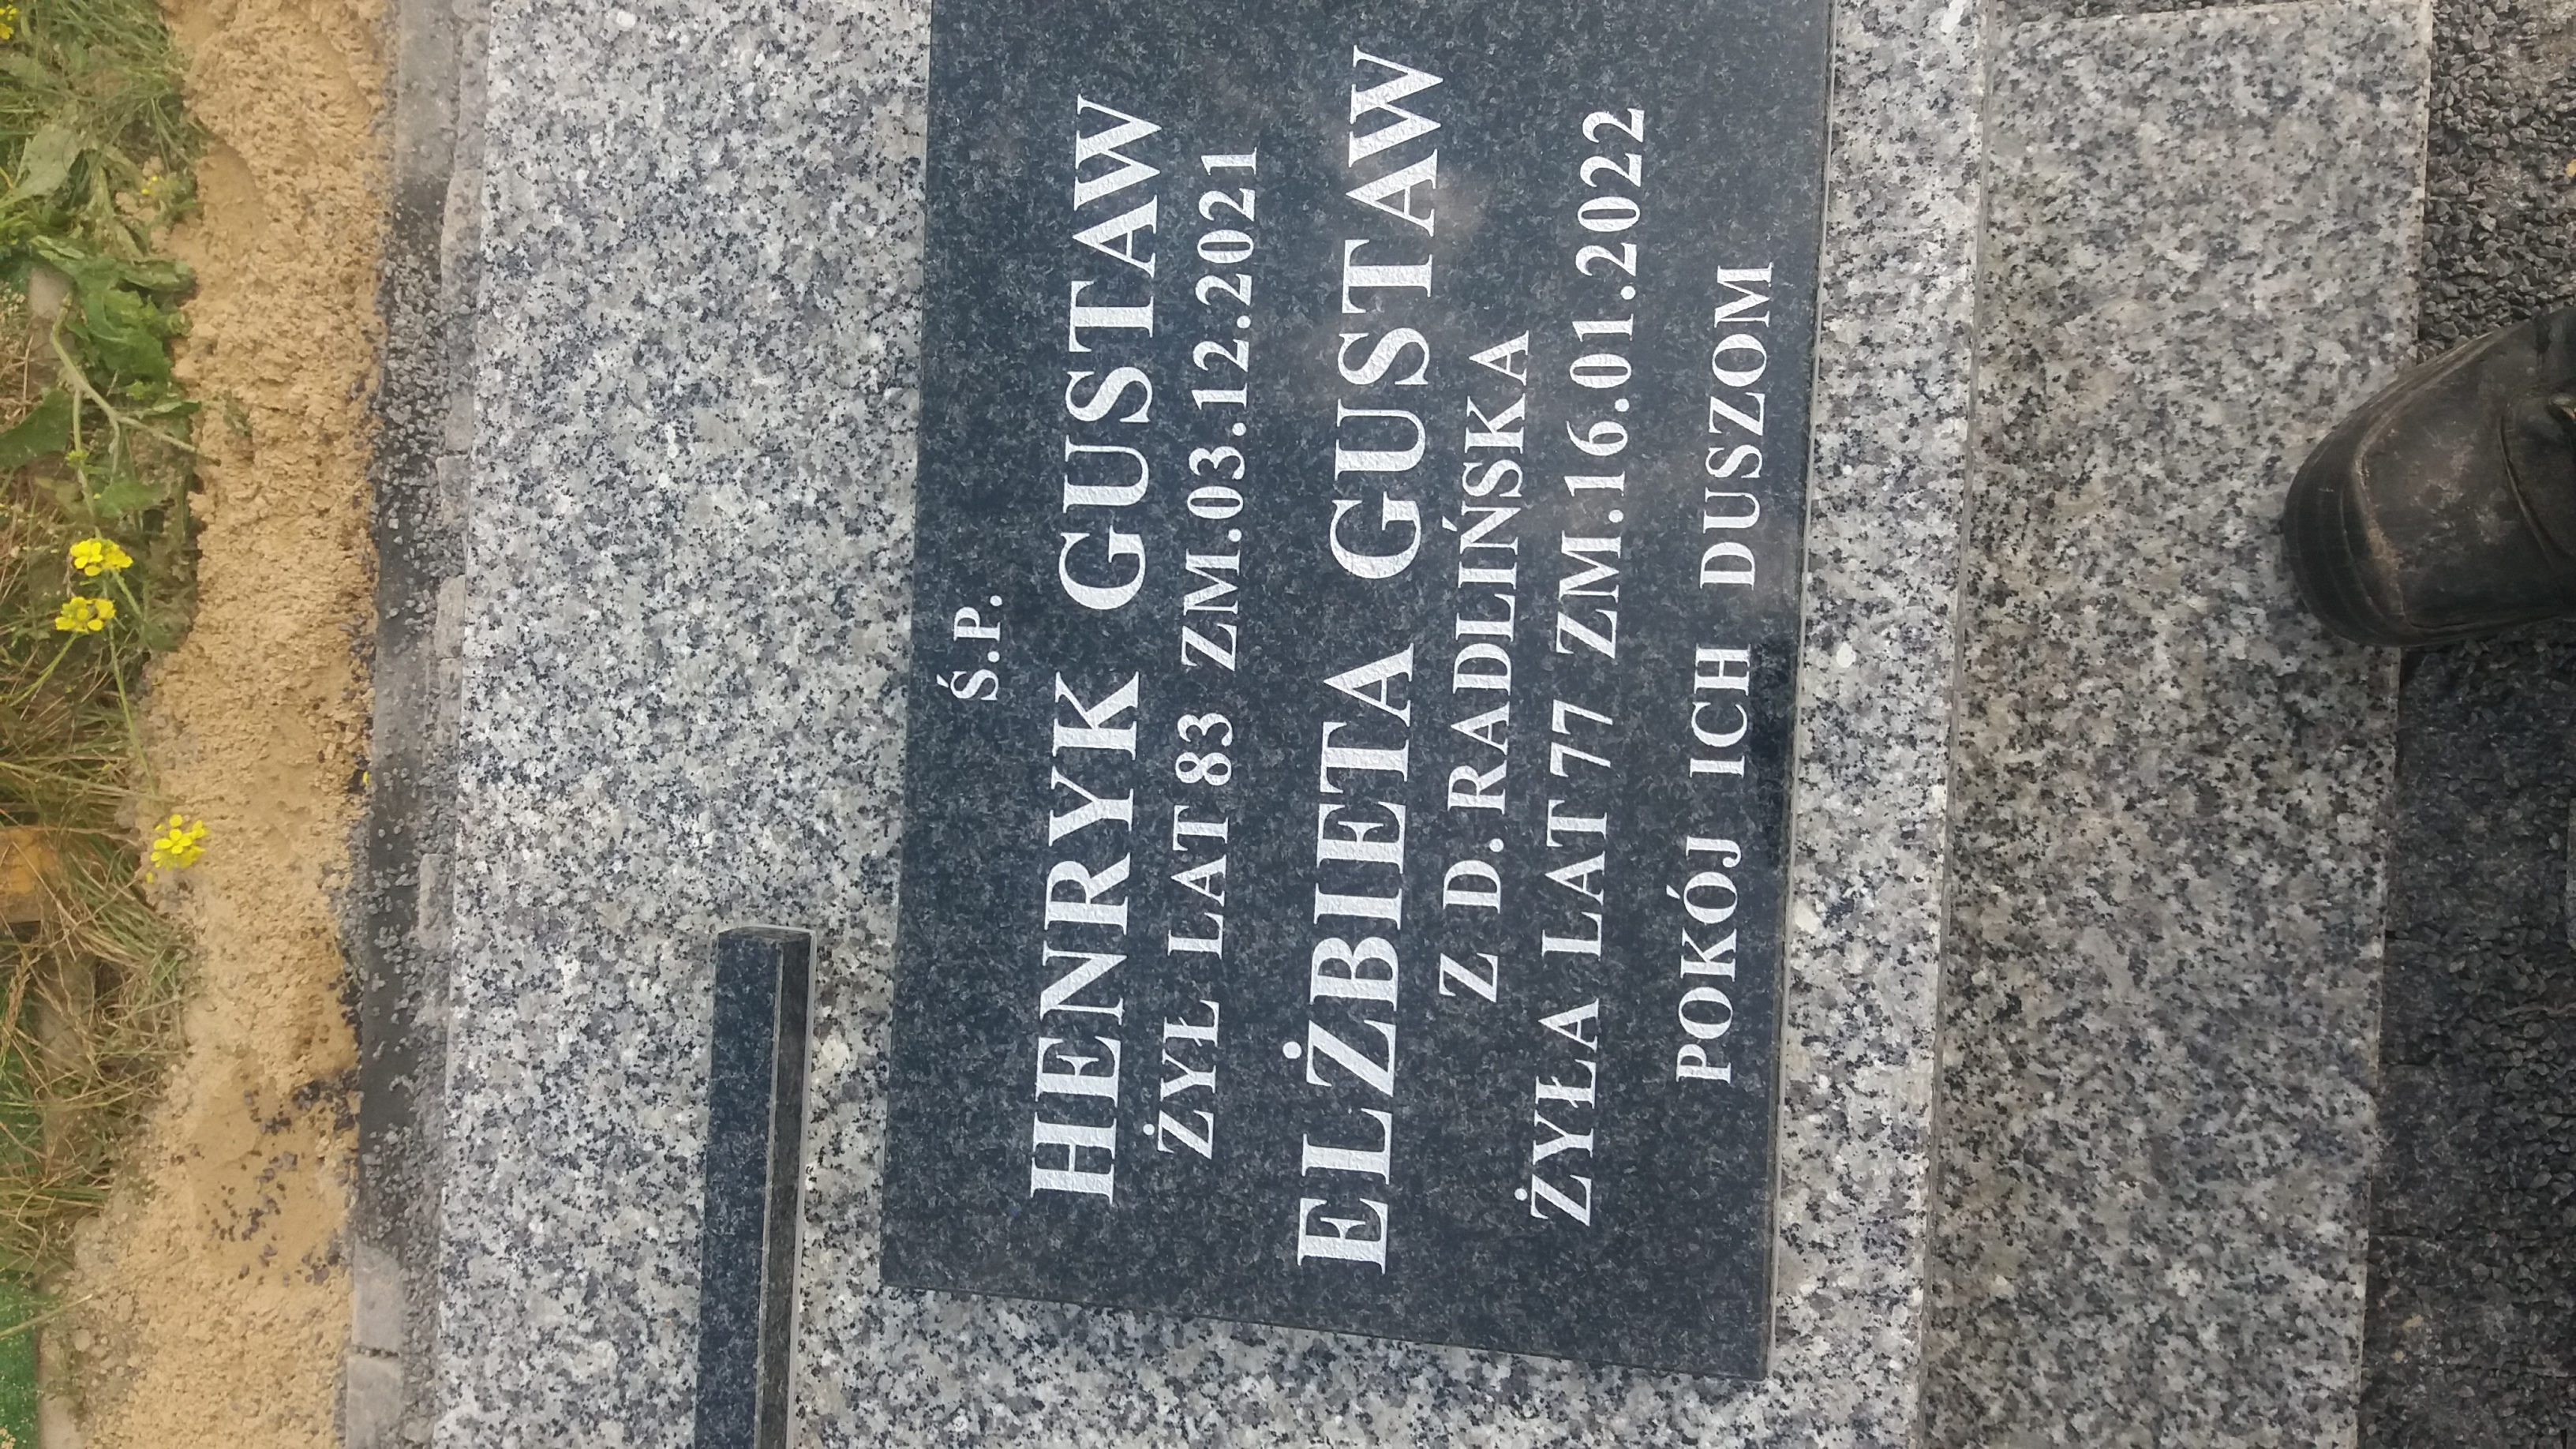 Ś.P.
HENRYK GUSTAW
ŻYŁ LAT 83 ZM.03.12.2021
ELŻBIETA GUSTAW
Z D. RADLIŃSKA
ŻYŁA LAT 77 ZM.16.01.2022
POKÓJ ICH DUSZOM